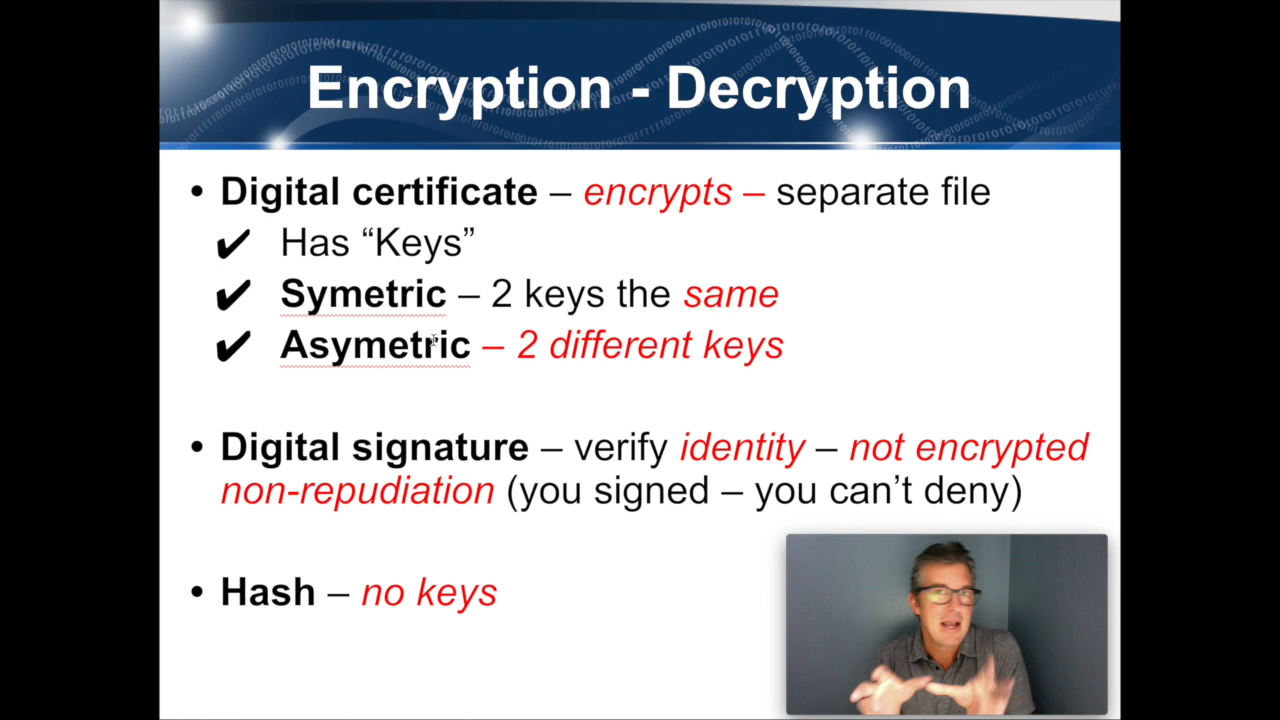 Encryption - Decryption
• Digital certificate – encrypts – separate file
✔ Has “Keys”
✔ Symetric – 2 keys the same
✔ Asymetric – 2 different keys
• Digital signature – verify identity – not encrypted
non-repudiation (you signed – you can’t deny)
• Hash – no keys